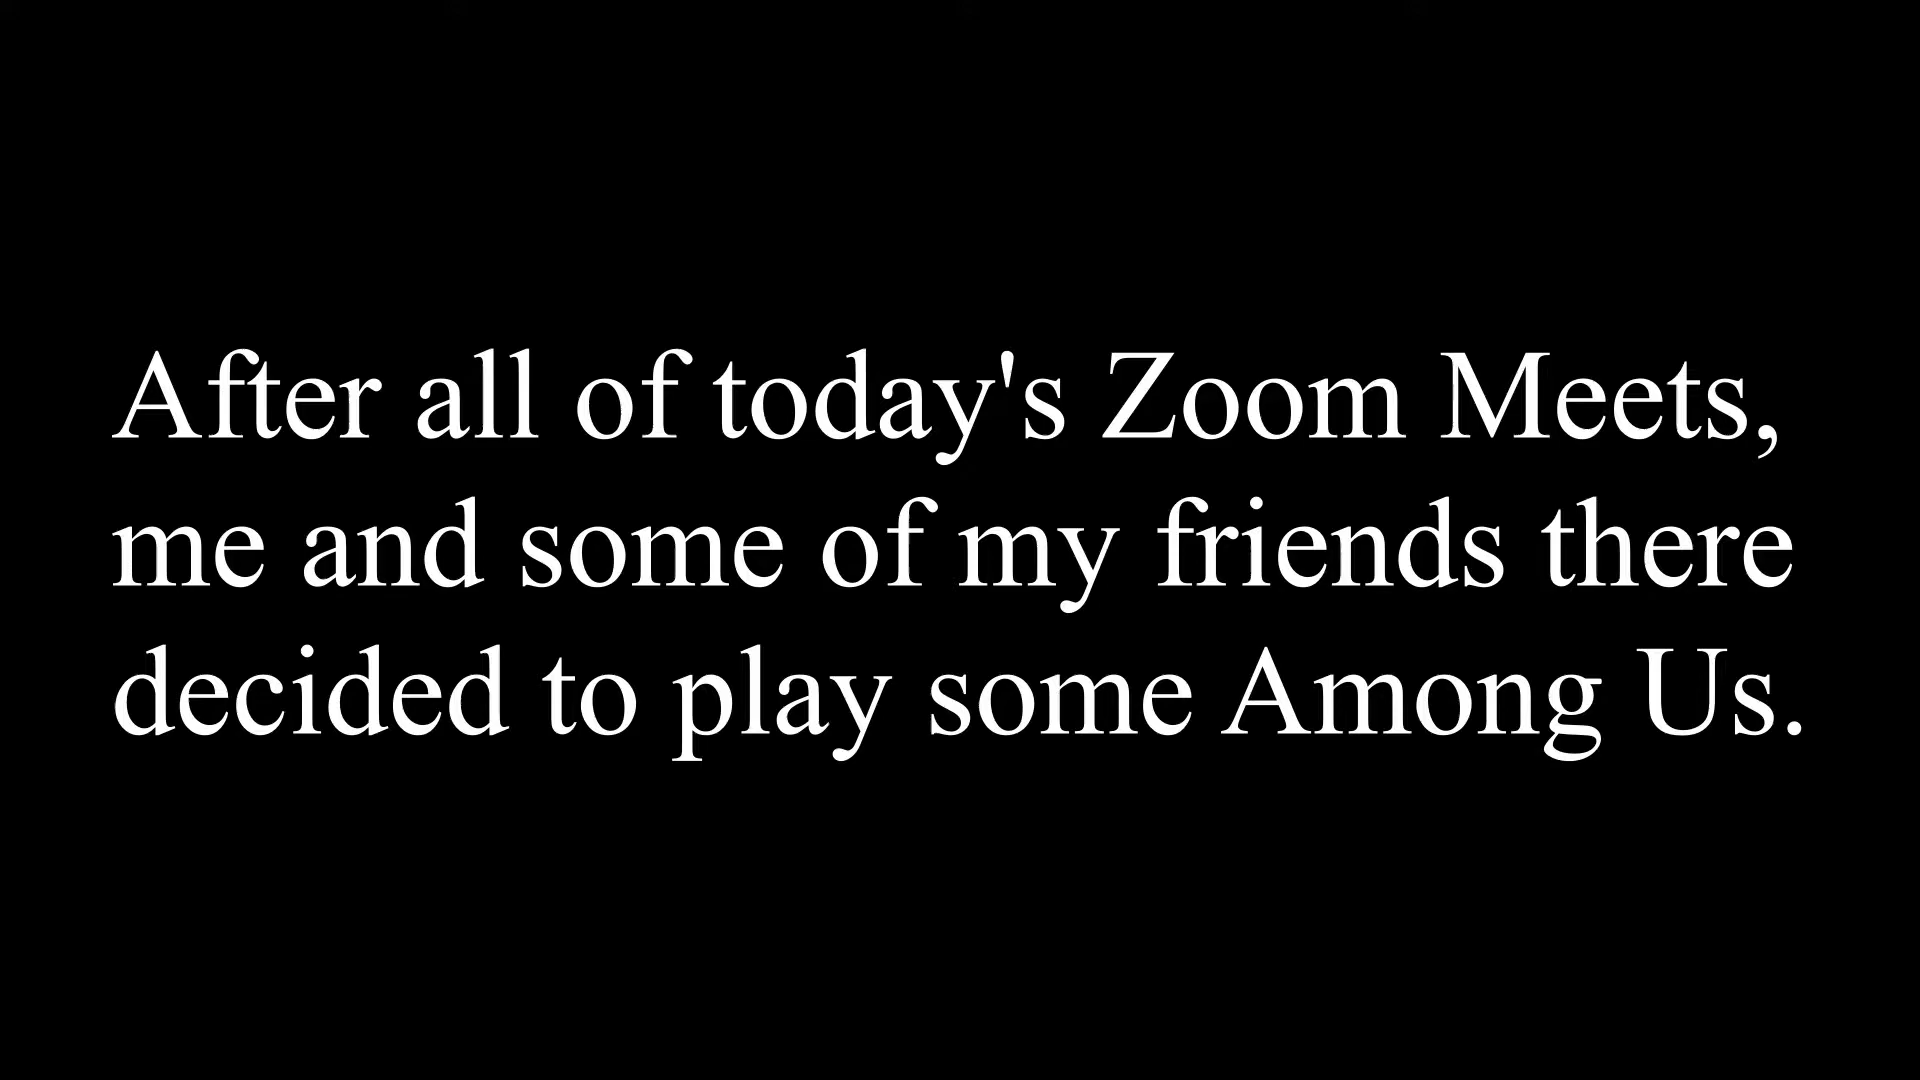 After all of today's Zoom Meets,
me and some of my friends there
decided to play some Among Us.